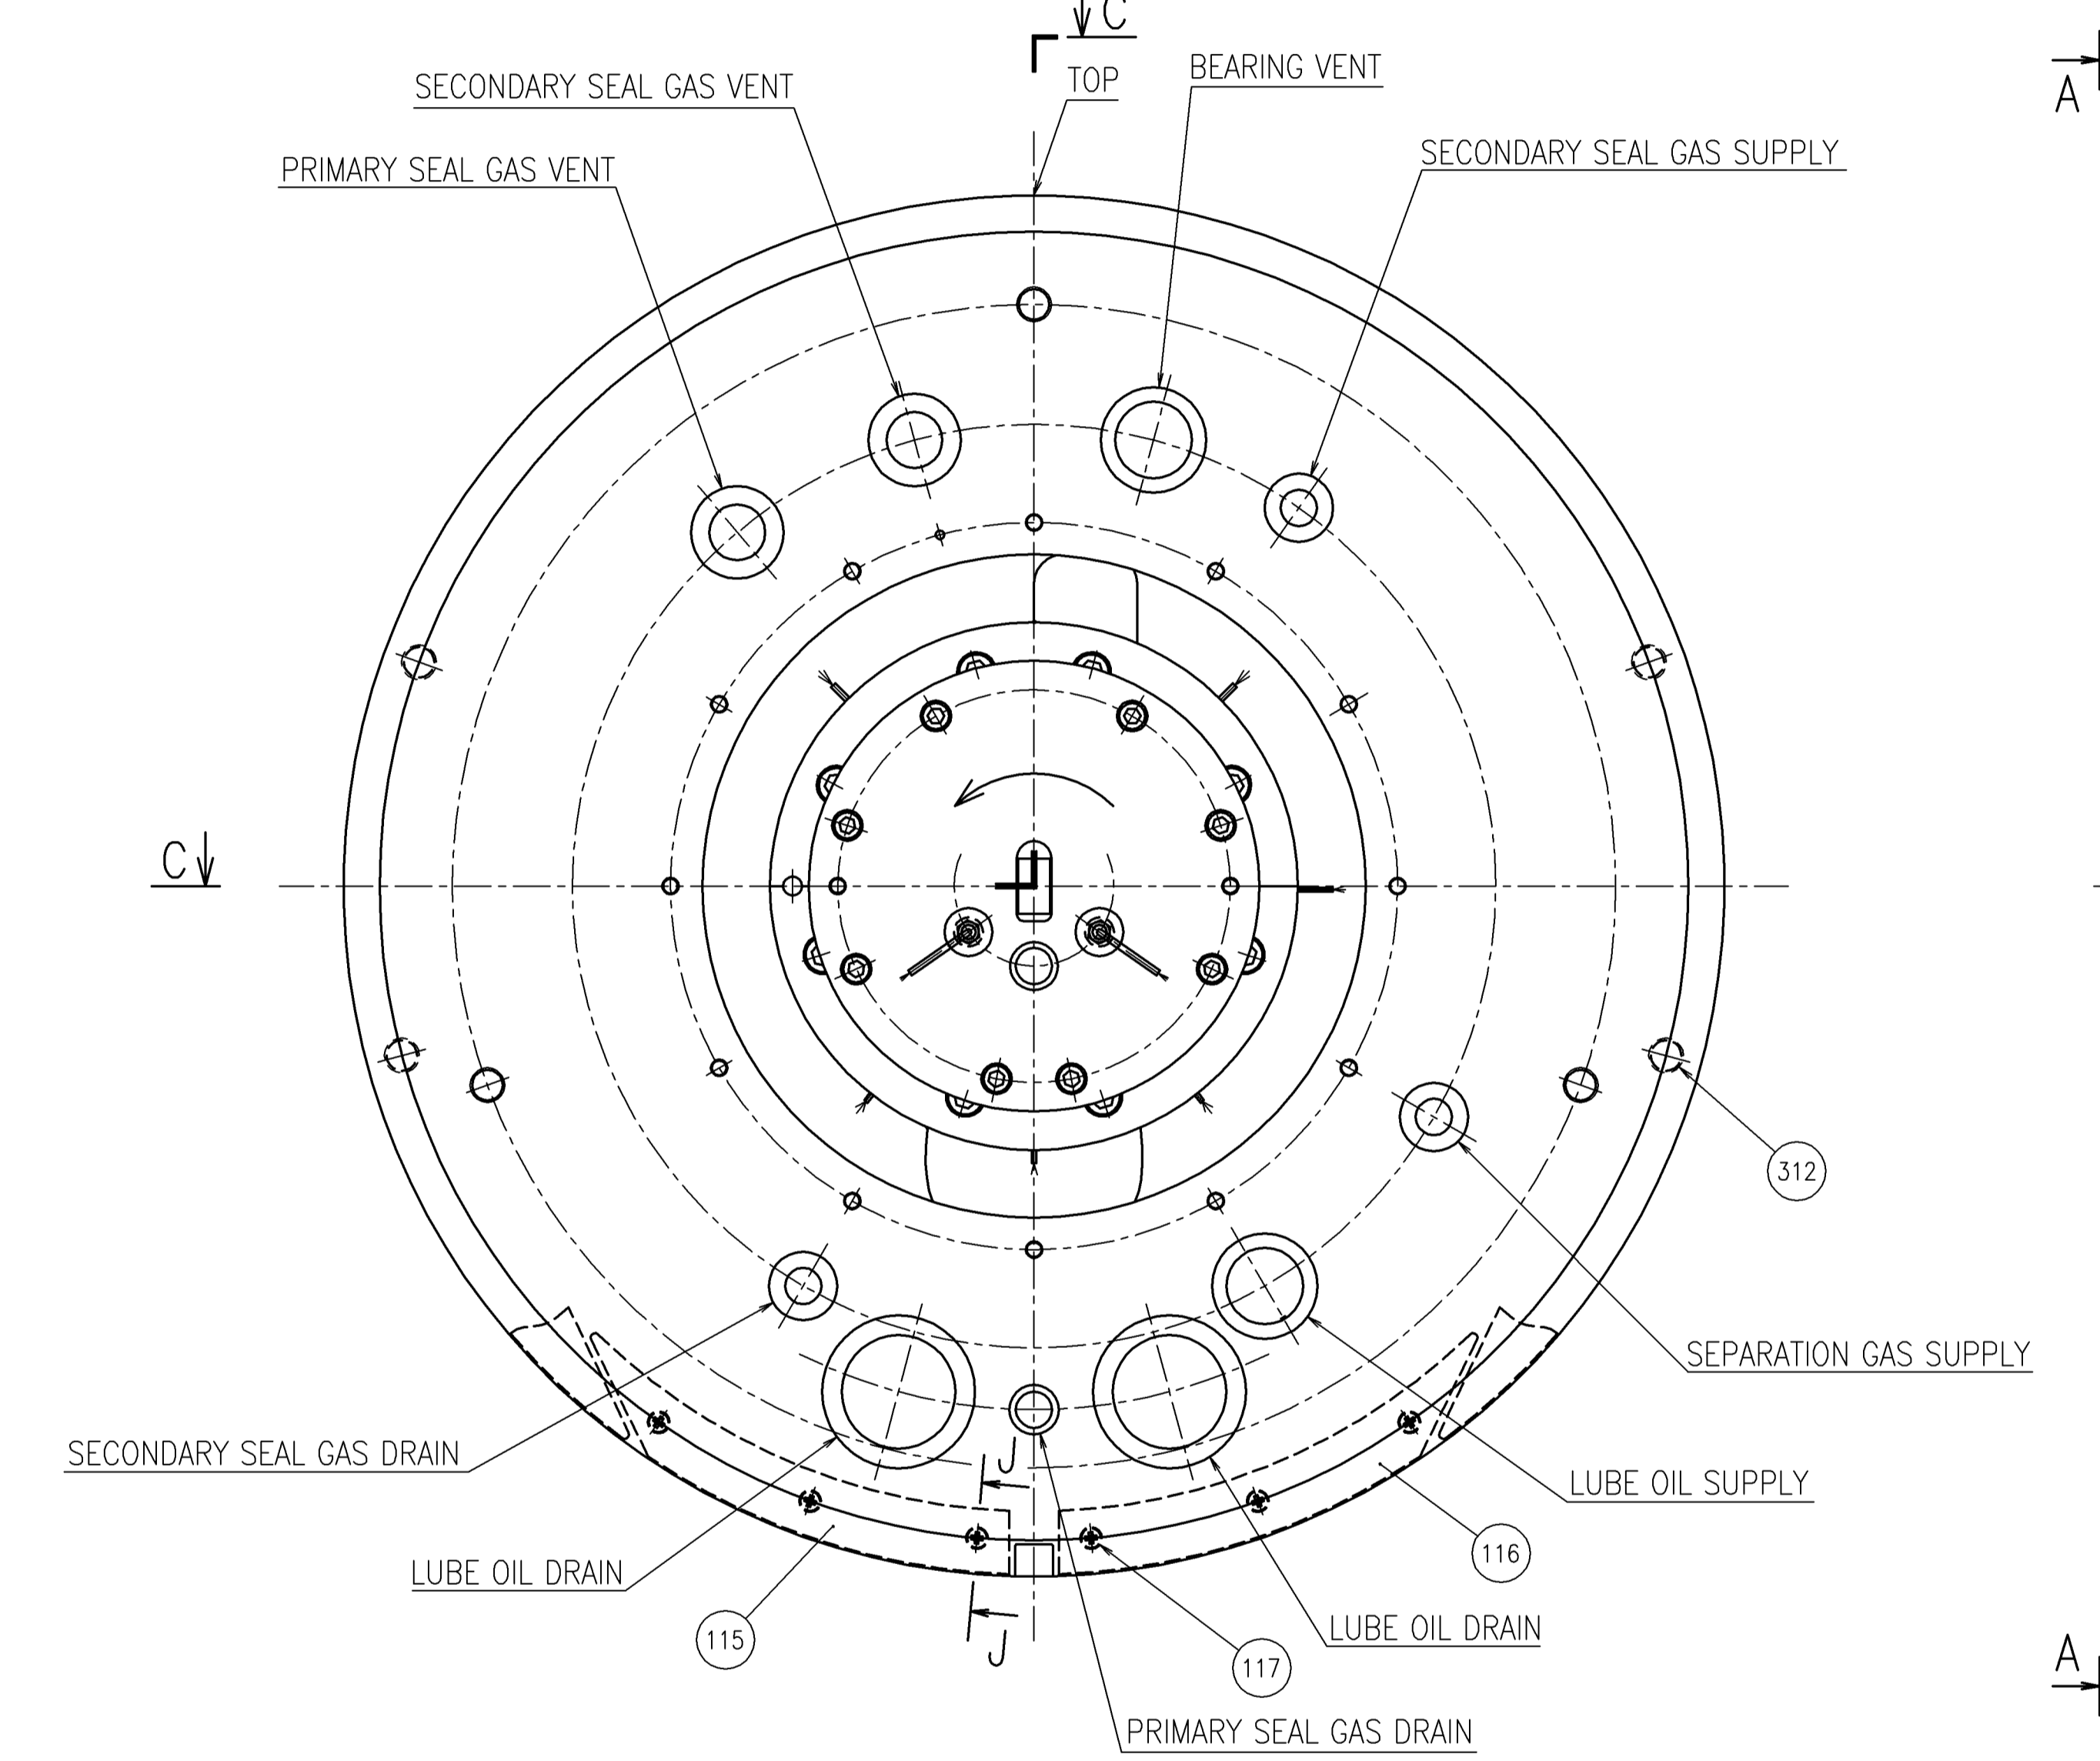 C
TOP
BEARING VENT
SECONDARY SEAL GAS VENT
A
SECONDARY SEAL GAS SUPPLY
PRIMARY SEAL GAS VENT
C
312
SEPARATION GAS SUPPLY
SECONDARY SEAL GAS DRAIN
J
LUBE OIL SUPPLY
116
LUBE OIL DRAIN
LUBE OIL DRAIN
115
J
117
A
PRIMARY SEAL GAS DRAIN